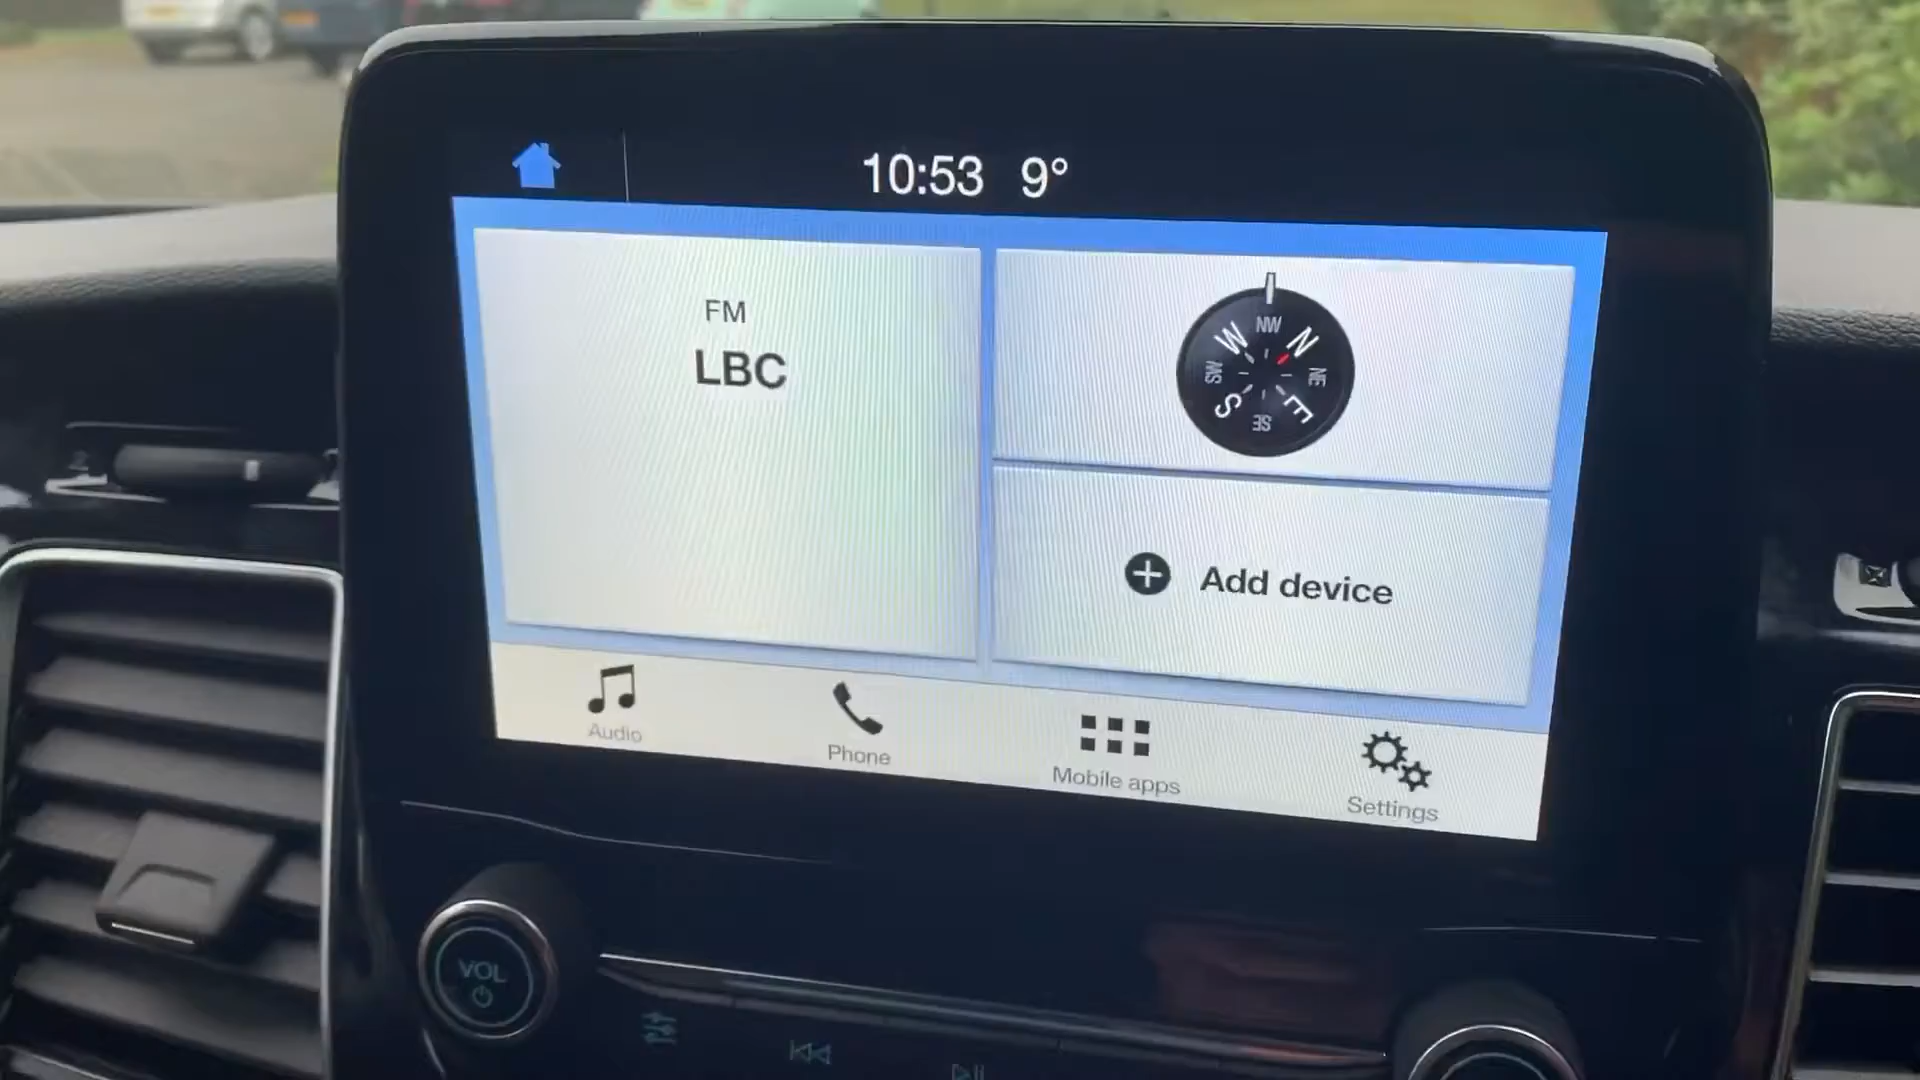 10:53 9°
FM
LBC
NW
W N
SW NE
S E
SE
Add device
Audio
Phone
Mobile apps
Settings
VOL